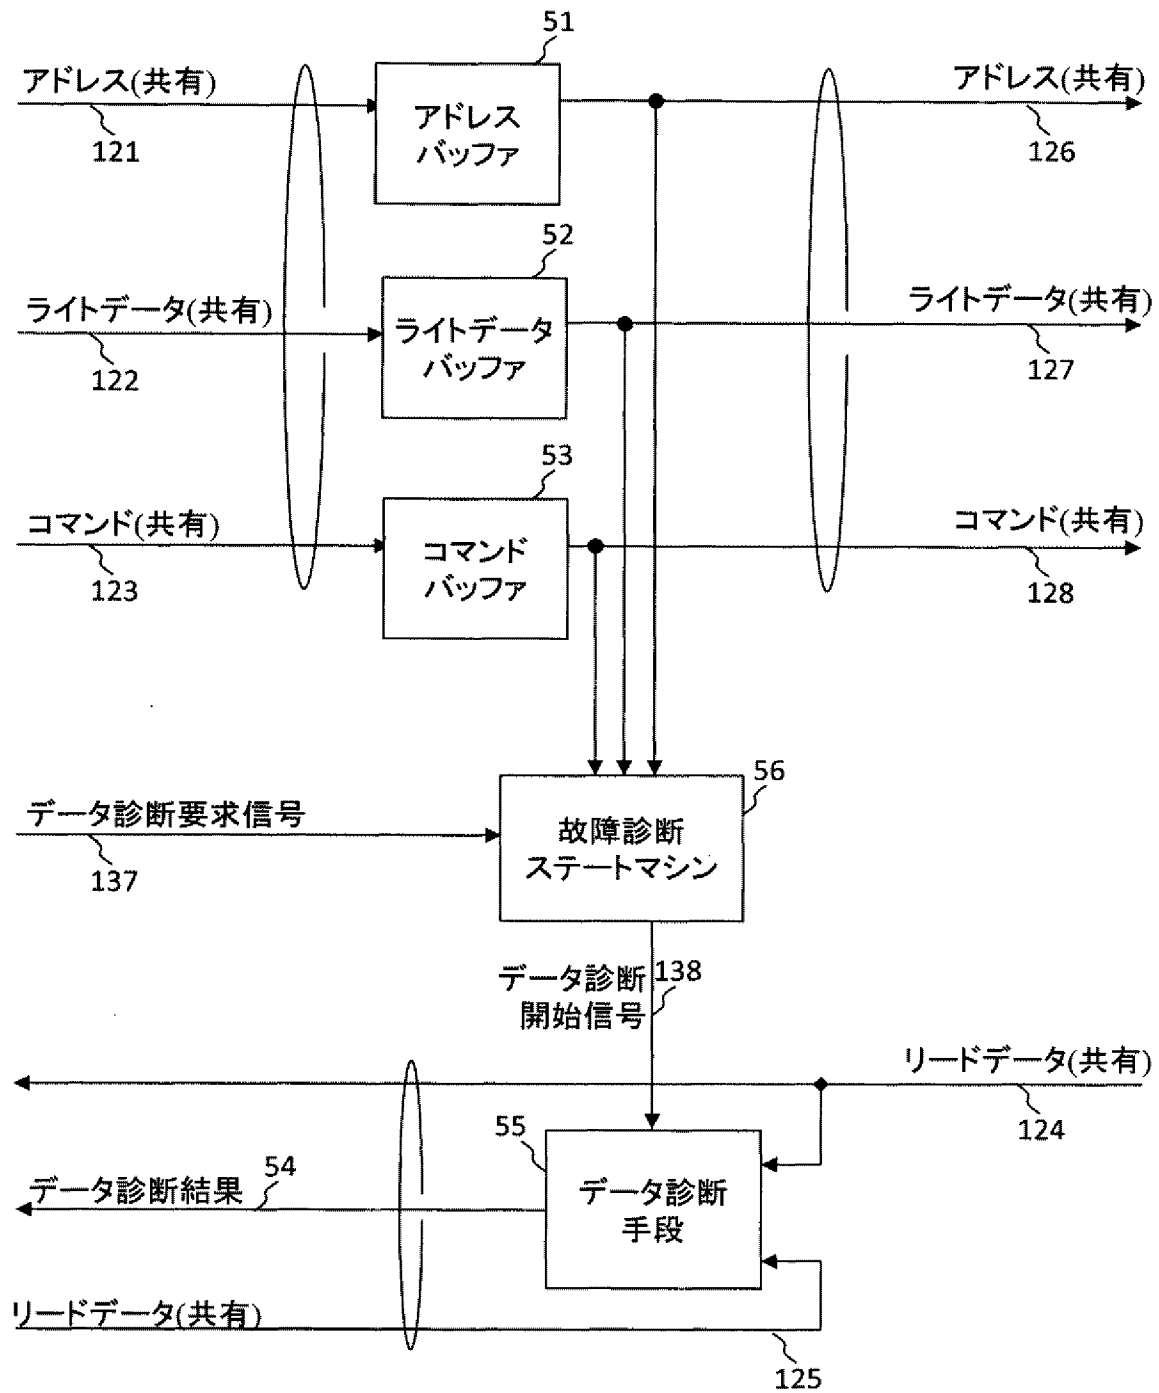 51
アドレス(共有)
121
アドレス
バッファ
アドレス(共有)
126
52
ライトデータ(共有)
122
ライトデータ
バッファ
ライトデータ(共有)
127
53
コマンド(共有)
123
コマンド
バッファ
コマンド(共有)
128
56
データ診断要求信号
137
故障診断
ステートマシン
データ診断
開始信号
138
リードデータ(共有)
124
55
データ診断結果
54
データ診断
手段
リードデータ(共有)
125